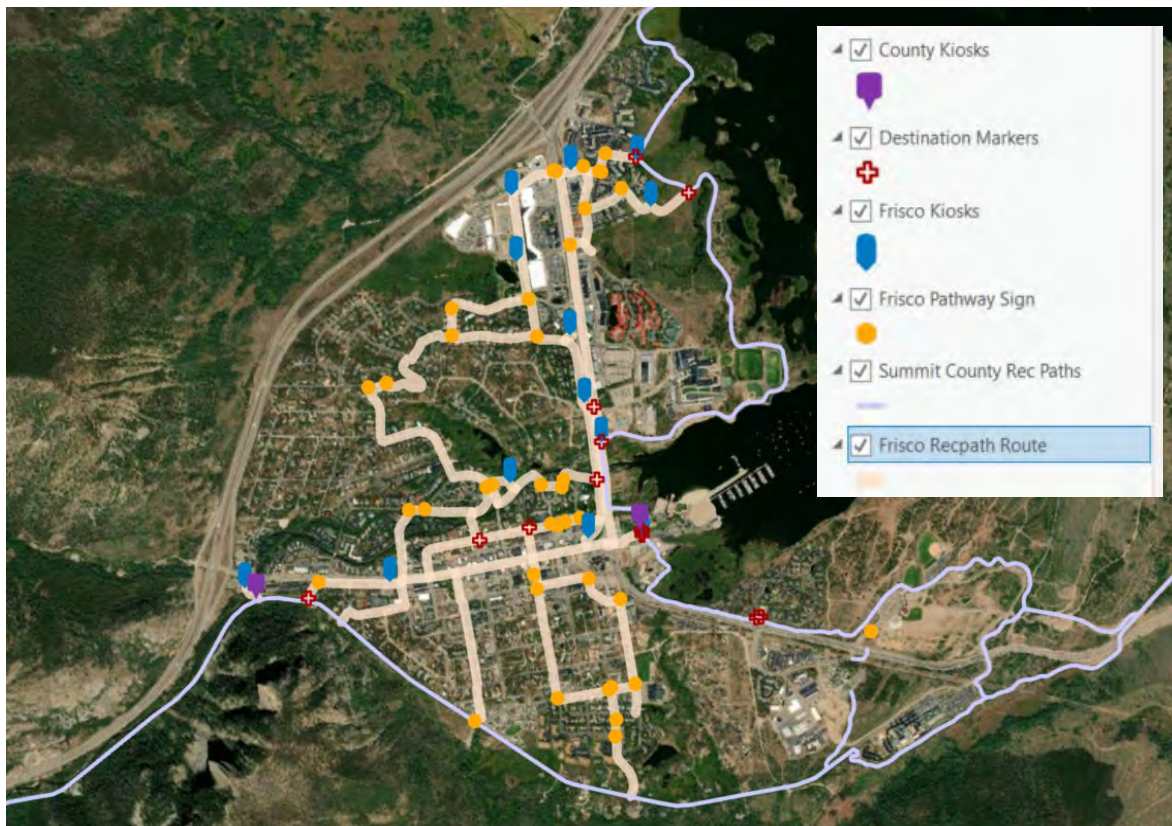 County Kiosks
Destination Markers
Frisco Kiosks
Frisco Pathway Sign
Summit County Rec Paths
Frisco Recpath Route